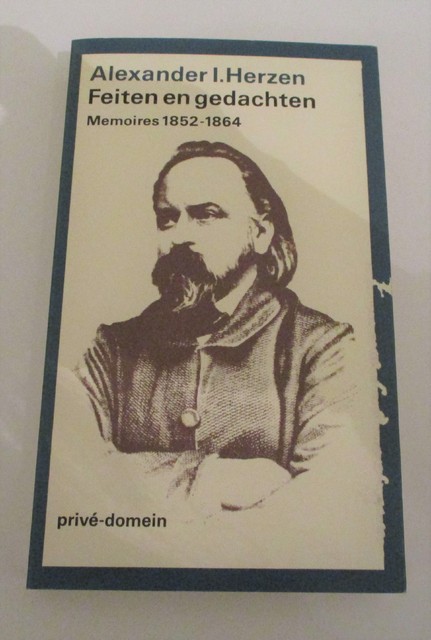 Alexander I.Herzen
Feiten en gedachten
Memoires 1852-1864
privé-domein